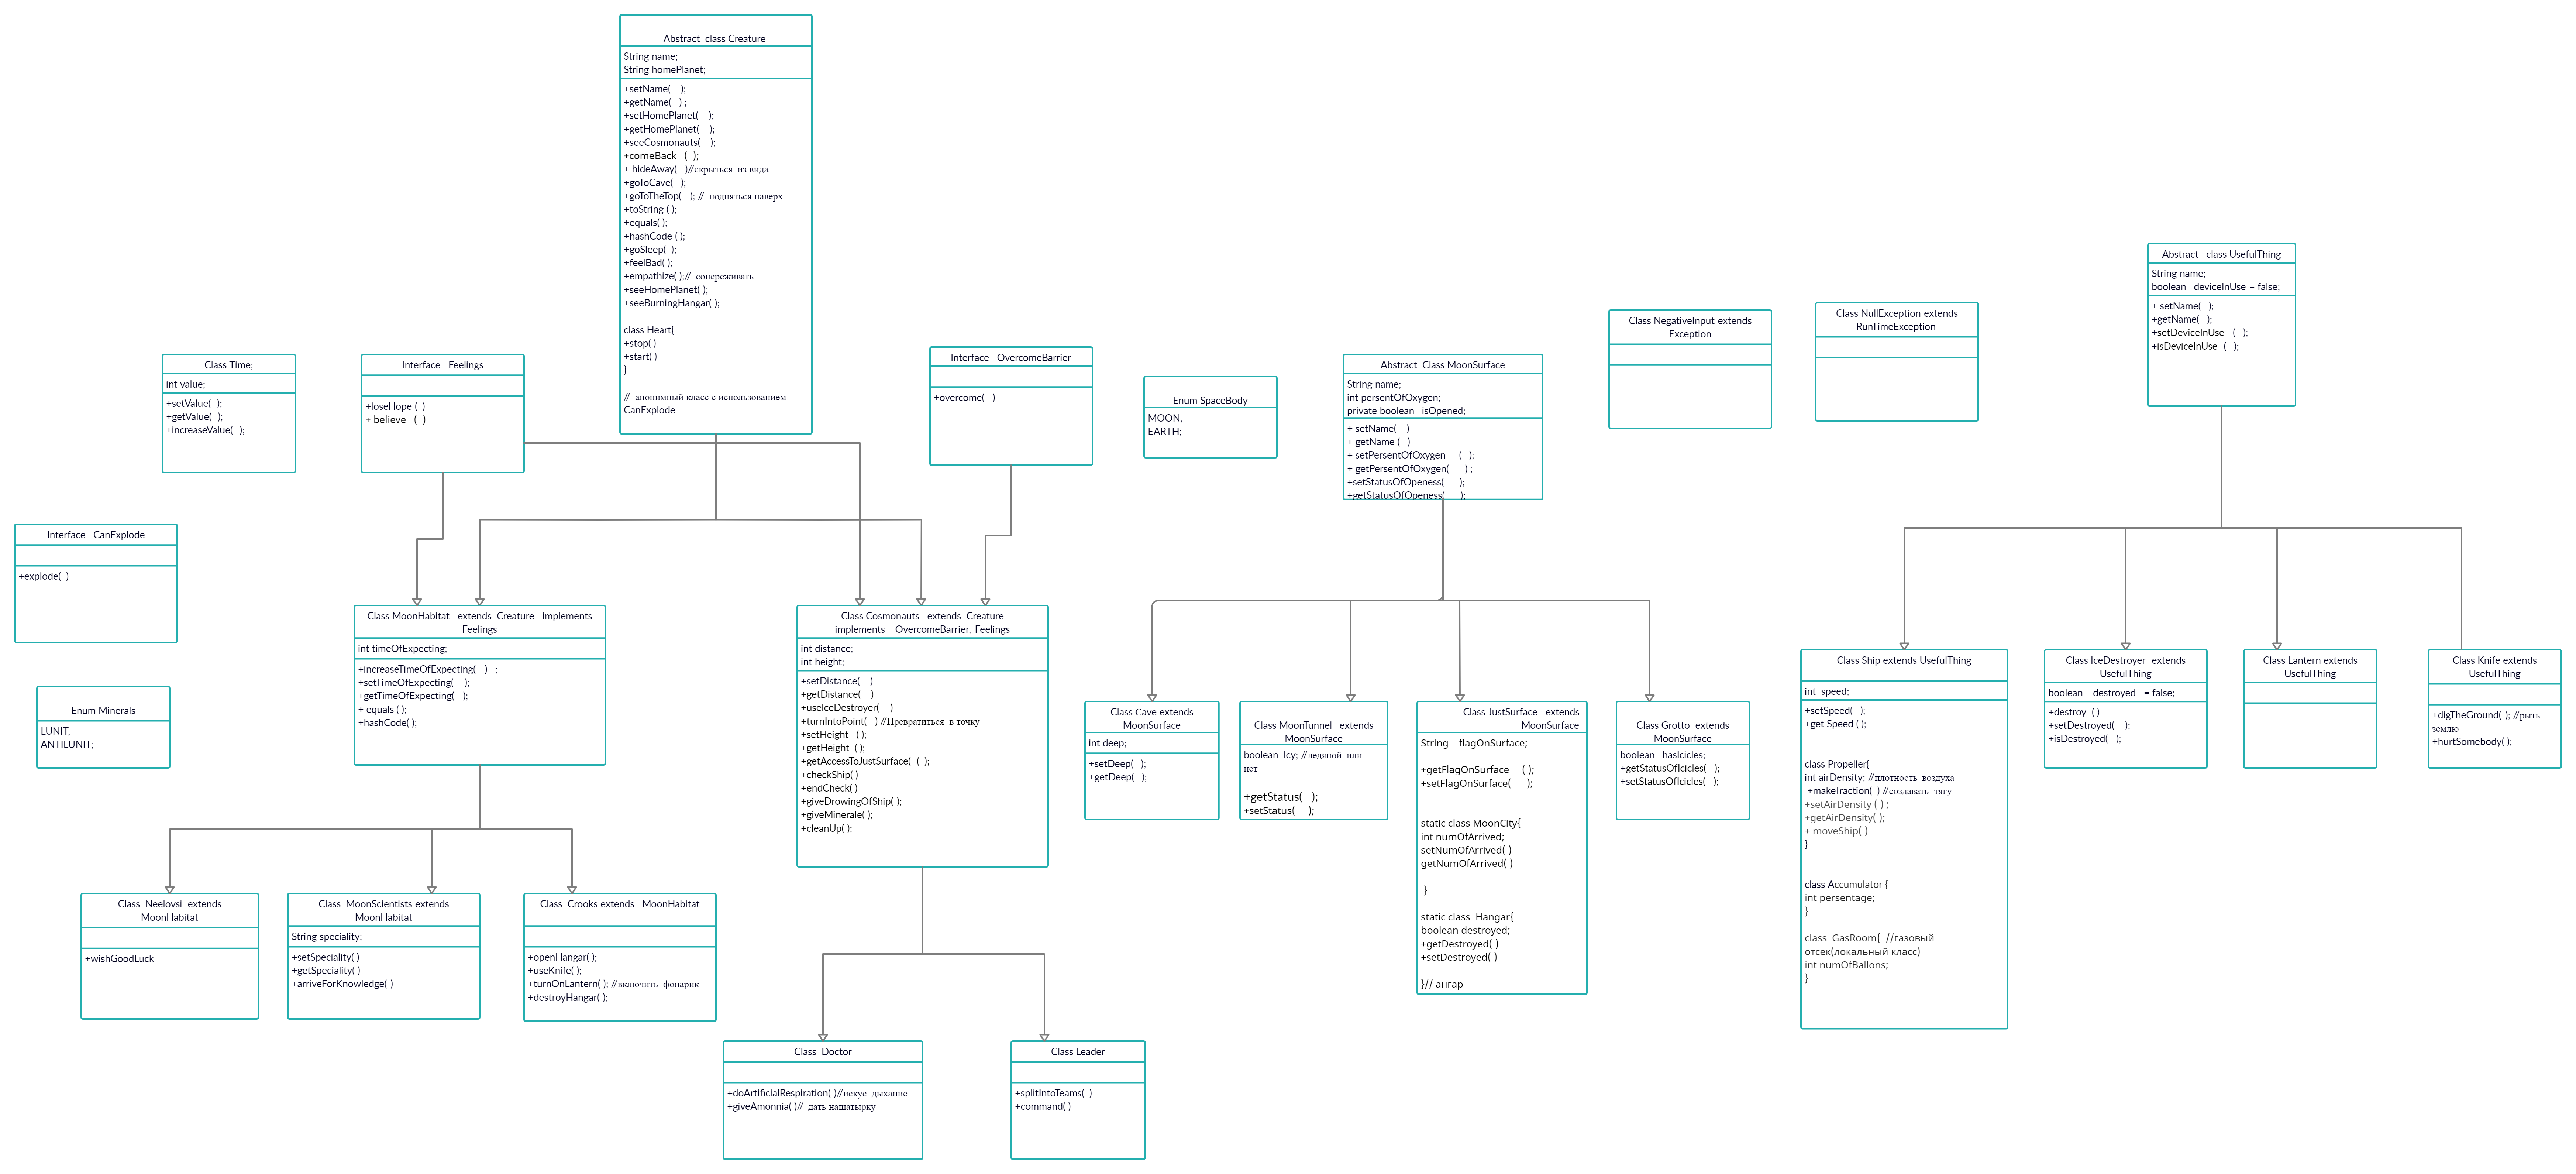 Abstract class Creature
String name;
String homePlanet;
+setName( );
+getName( ) ;
+setHomePlanet( );
+getHomePlanet( );
+seeCosmonauts( );
+comeBack ( );
+ hideAway( )//скрыться из вида
+goToCave( );
+goToTheTop( ); // подняться наверх
+toString ( );
+equals( );
+hashCode ( );
+goSleep( );
+feelBad( );
+empathize( );// сопереживать
+seeHomePlanet( );
+seeBurningHangar( );
class Heart{
+stop( )
+start( )
}
// анонимный класс с использованием
CanExplode
Class Time;
int value;
+setValue( );
+getValue( );
+increaseValue( );
Interface Feelings
+loseHope ( )
+ believe ( )
Interface OvercomeBarrier
+overcome( )
Enum SpaceBody
MOON,
EARTH;
Abstract Class MoonSurface
String name;
int persentOfOxygen;
private boolean isOpened;
+ setName( )
+ getName ( )
+ setPersentOfOxygen ( );
+ getPersentOfOxygen( ) ;
+setStatusOfOpeness( );
+getStatusOfOpeness( );
Class NegativeInput extends
Exception
Class NullException extends
RunTimeException
Abstract class UsefulThing
String name;
boolean deviceInUse = false;
+ setName( );
+getName( );
+setDeviceInUse ( );
+isDeviceInUse ( );
Interface CanExplode
+explode( )
Enum Minerals
LUNIT,
ANTILUNIT;
Class MoonHabitat extends Creature implements
Feelings
int timeOfExpecting;
+increaseTimeOfExpecting( ) ;
+setTimeOfExpecting( );
+getTimeOfExpecting( );
+ equals ( );
+hashCode( );
Class Cosmonauts extends Creature
implements OvercomeBarrier, Feelings
int distance;
int height;
+setDistance( )
+getDistance( )
+useIceDestroyer( )
+turnIntoPoint( ) //Превратиться в точку
+setHeight ( );
+getHeight ( );
+getAccessToJustSurface( ( );
+checkShip( )
+endCheck( )
+giveDrowingOfShip( );
+giveMinerale( );
+cleanUp( );
Class Cave extends
MoonSurface
int deep;
+setDeep( );
+getDeep( );
Class MoonTunnel extends
MoonSurface
boolean Icy; //ледяной или
нет
+getStatus( );
+setStatus( );
Class JustSurface extends
MoonSurface
String flagOnSurface;
+getFlagOnSurface ( );
+setFlagOnSurface( );
static class MoonCity{
int numOfArrived;
setNumOfArrived( )
getNumOfArrived( )
}
static class Hangar{
boolean destroyed;
+getDestroyed( )
+setDestroyed( )
}// ангар
Class Grotto extends
MoonSurface
boolean hasIcicles;
+getStatusOfIcicles( );
+setStatusOfIcicles( );
Class Ship extends UsefulThing
int speed;
+setSpeed( );
+get Speed ( );
class Propeller{
int airDensity; //плотность воздуха
+makeTraction( ) //создавать тягу
+setAirDensity ( ) ;
+getAirDensity( );
+ moveShip( )
}
class Accumulator {
int persentage;
}
class GasRoom{ //газовый
отсек(локальный класс)
int numOfBallons;
}
Class IceDestroyer extends
UsefulThing
boolean destroyed = false;
+destroy ( )
+setDestroyed( );
+isDestroyed( );
Class Lantern extends
UsefulThing
Class Knife extends
UsefulThing
+digTheGround( ); //рыть
землю
+hurtSomebody( );
Class Neelovsi extends
MoonHabitat
+wishGoodLuck
Class MoonScientists extends
MoonHabitat
String speciality;
+setSpeciality( )
+getSpeciality( )
+arriveForKnowledge( )
Class Crooks extends MoonHabitat
+openHangar( );
+useKnife( );
+turnOnLantern( ); //включить фонарик
+destroyHangar( );
Class Doctor
+doArtificialRespiration( )//искус дыхание
+giveAmonnia( )// дать нашатырку
Class Leader
+splitIntoTeams( )
+command( )